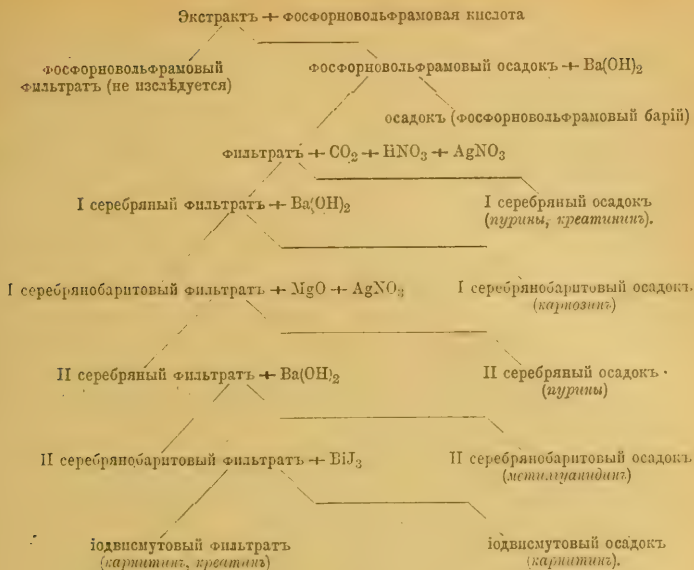 Экстрактъ + Фосфорновольфрамовая кислота
Фосфорновольфрамовый
Фильтратъ (не изслѣдуется)
Фосфорновольфрамовый осадокъ + Ba(OH)₂
осадокъ (Фосфорновольфрамовый барій)
Фильтратъ + CO₂ + HNO₃ + AgNO₃
I серебряный Фильтратъ + Ba(OH)₂
I серебряный осадокъ
(пурины, креатининъ).
I серебрянобаритовый Фильтратъ + MgO + AgNO₃
I серебрянобаритовый осадокъ.
(карнозинъ)
II серебряный Фильтратъ + Ba(OH)₂
II серебряный осадокъ
(пурины)
II серебрянобаритовый Фильтратъ + BiJ₃
II серебрянобаритовый осадокъ
(метилгуанидинъ)
іодвисмутовый Фильтратъ
(карнитинъ, креатинъ)
іодвисмутовый осадокъ
(карнитинъ).